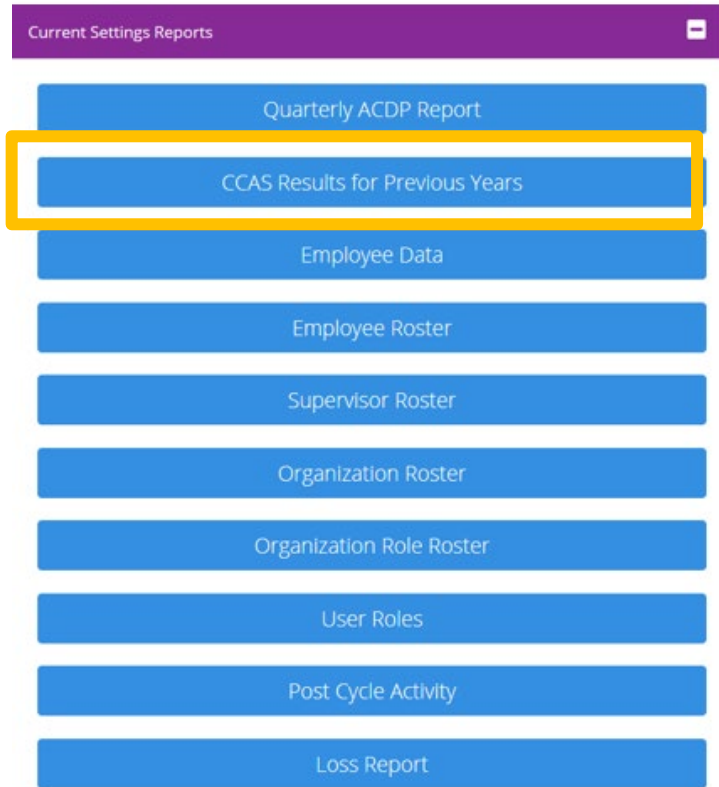 Current Settings Reports
Quarterly ACDP Report
CCAS Results for Previous Years
Employee Data
Employee Roster
Supervisor Roster
Organization Roster
Organization Role Roster
User Roles
Post Cycle Activity
Loss Report